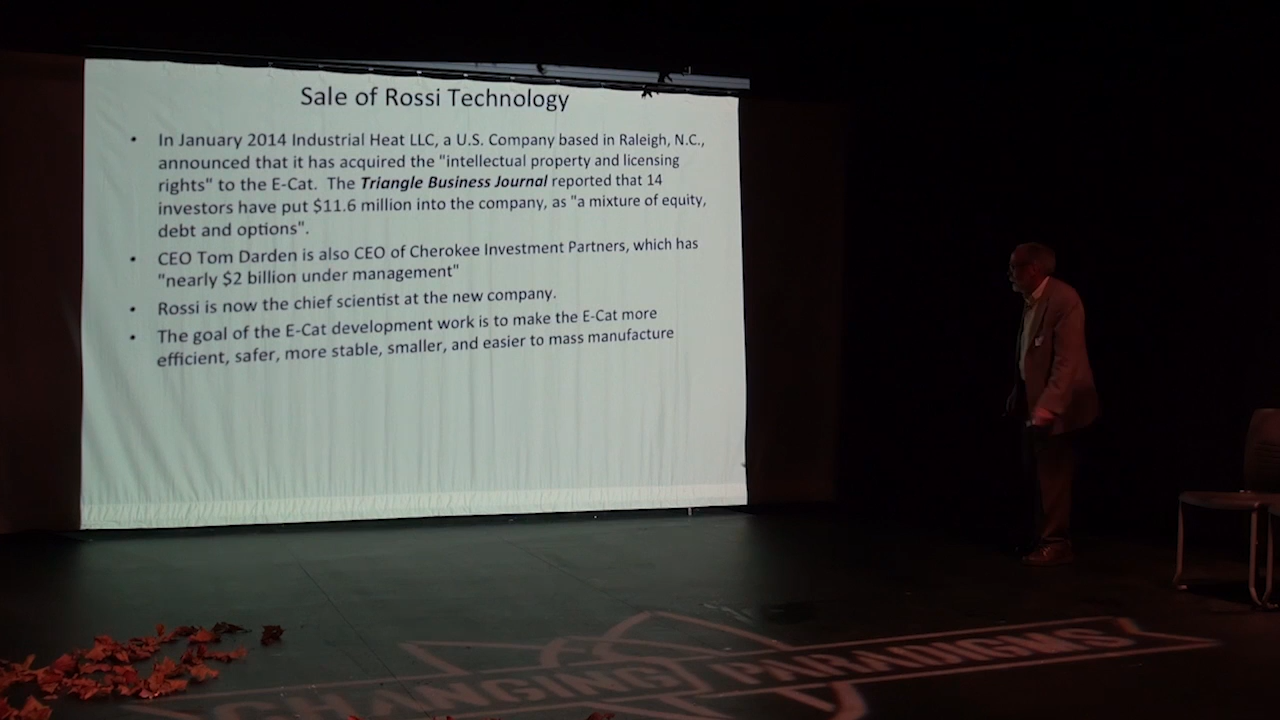 Sale of Rossi Technology
• In January 2014 Industrial Heat LLC, a U.S. Company based in Raleigh, N.C.,
announced that it has acquired the "intellectual property and licensing
rights" to the E-Cat. The Triangle Business Journal reported that 14
investors have put $11.6 million into the company, as "a mixture of equity,
debt and options".
• CEO Tom Darden is also CEO of Cherokee Investment Partners, which has
"nearly $2 billion under management"
• Rossi is now the chief scientist at the new company.
• The goal of the E-Cat development work is to make the E-Cat more
efficient, safer, more stable, smaller, and easier to mass manufacture
CHANGING PARADIGMS